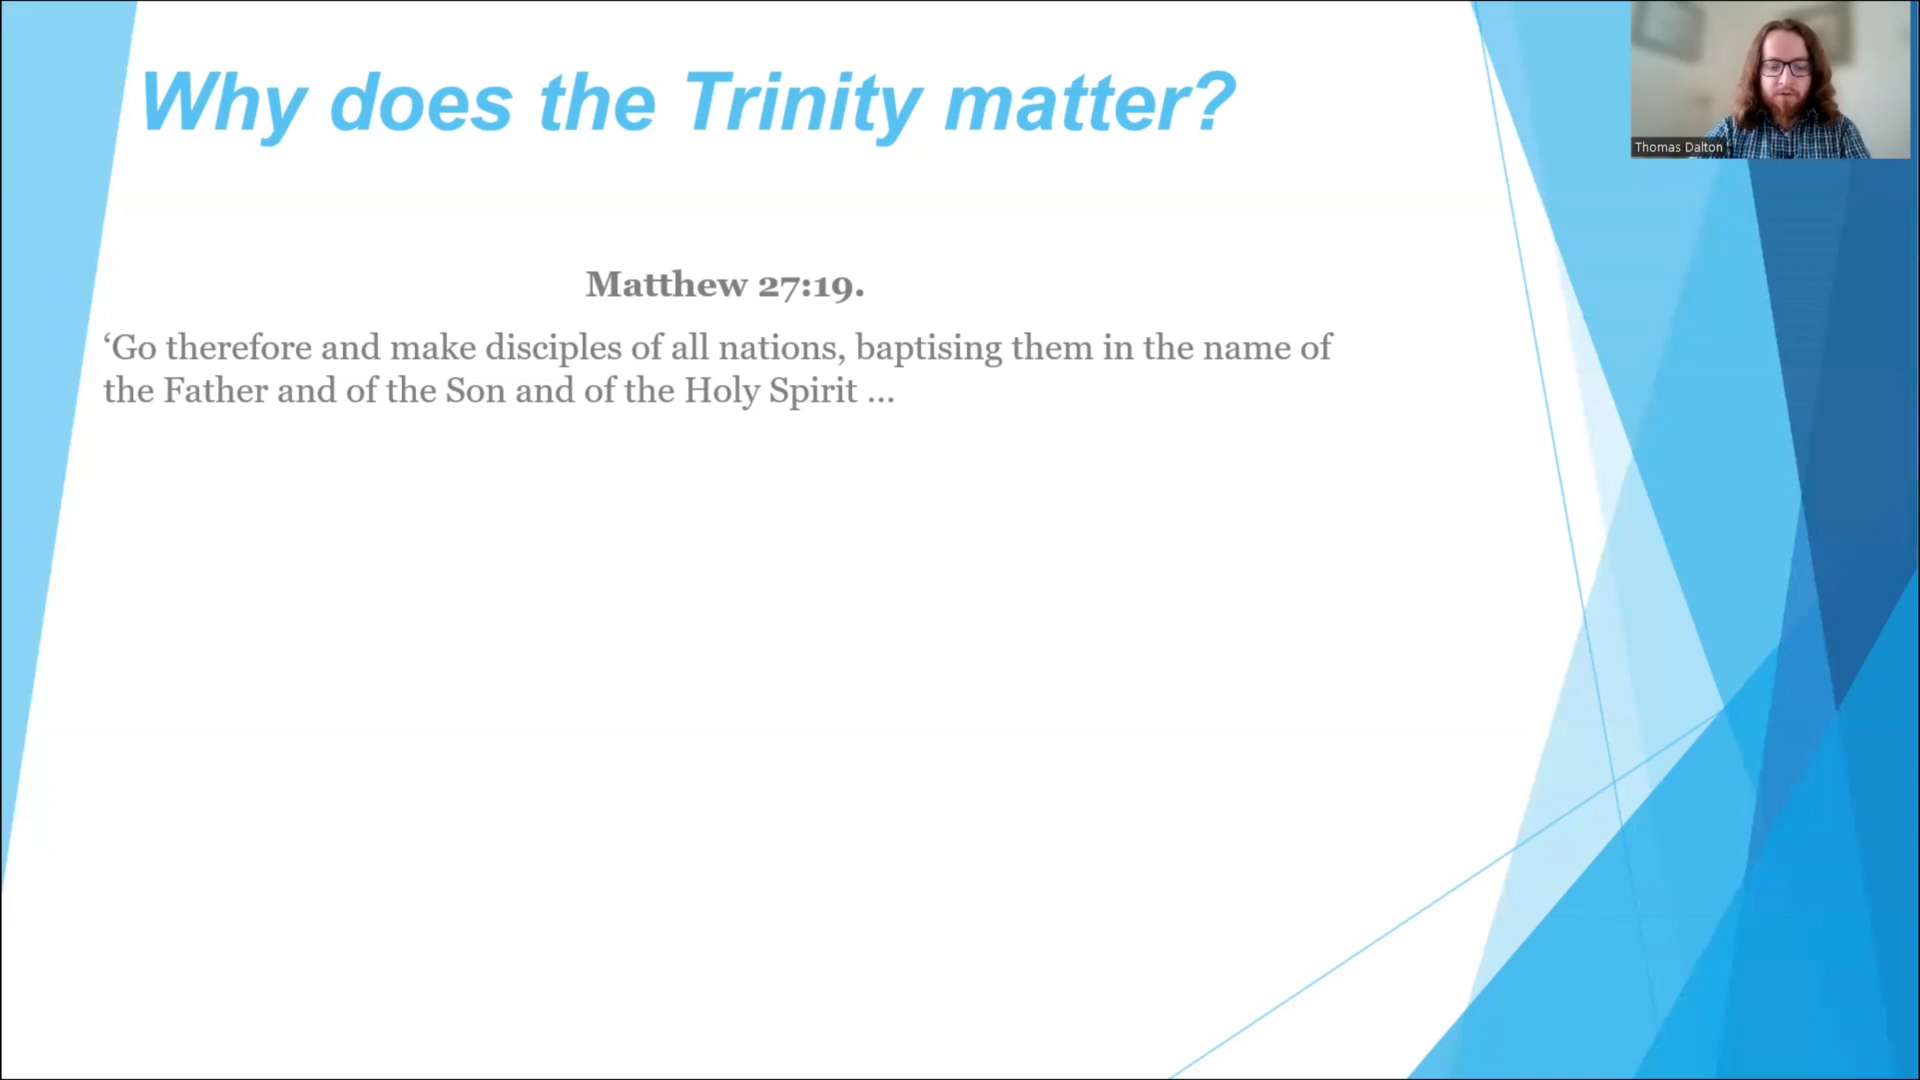 Why does the Trinity matter?
Thomas Dalton
Matthew 27:19.
‘Go therefore and make disciples of all nations, baptising them in the name of
the Father and of the Son and of the Holy Spirit ...